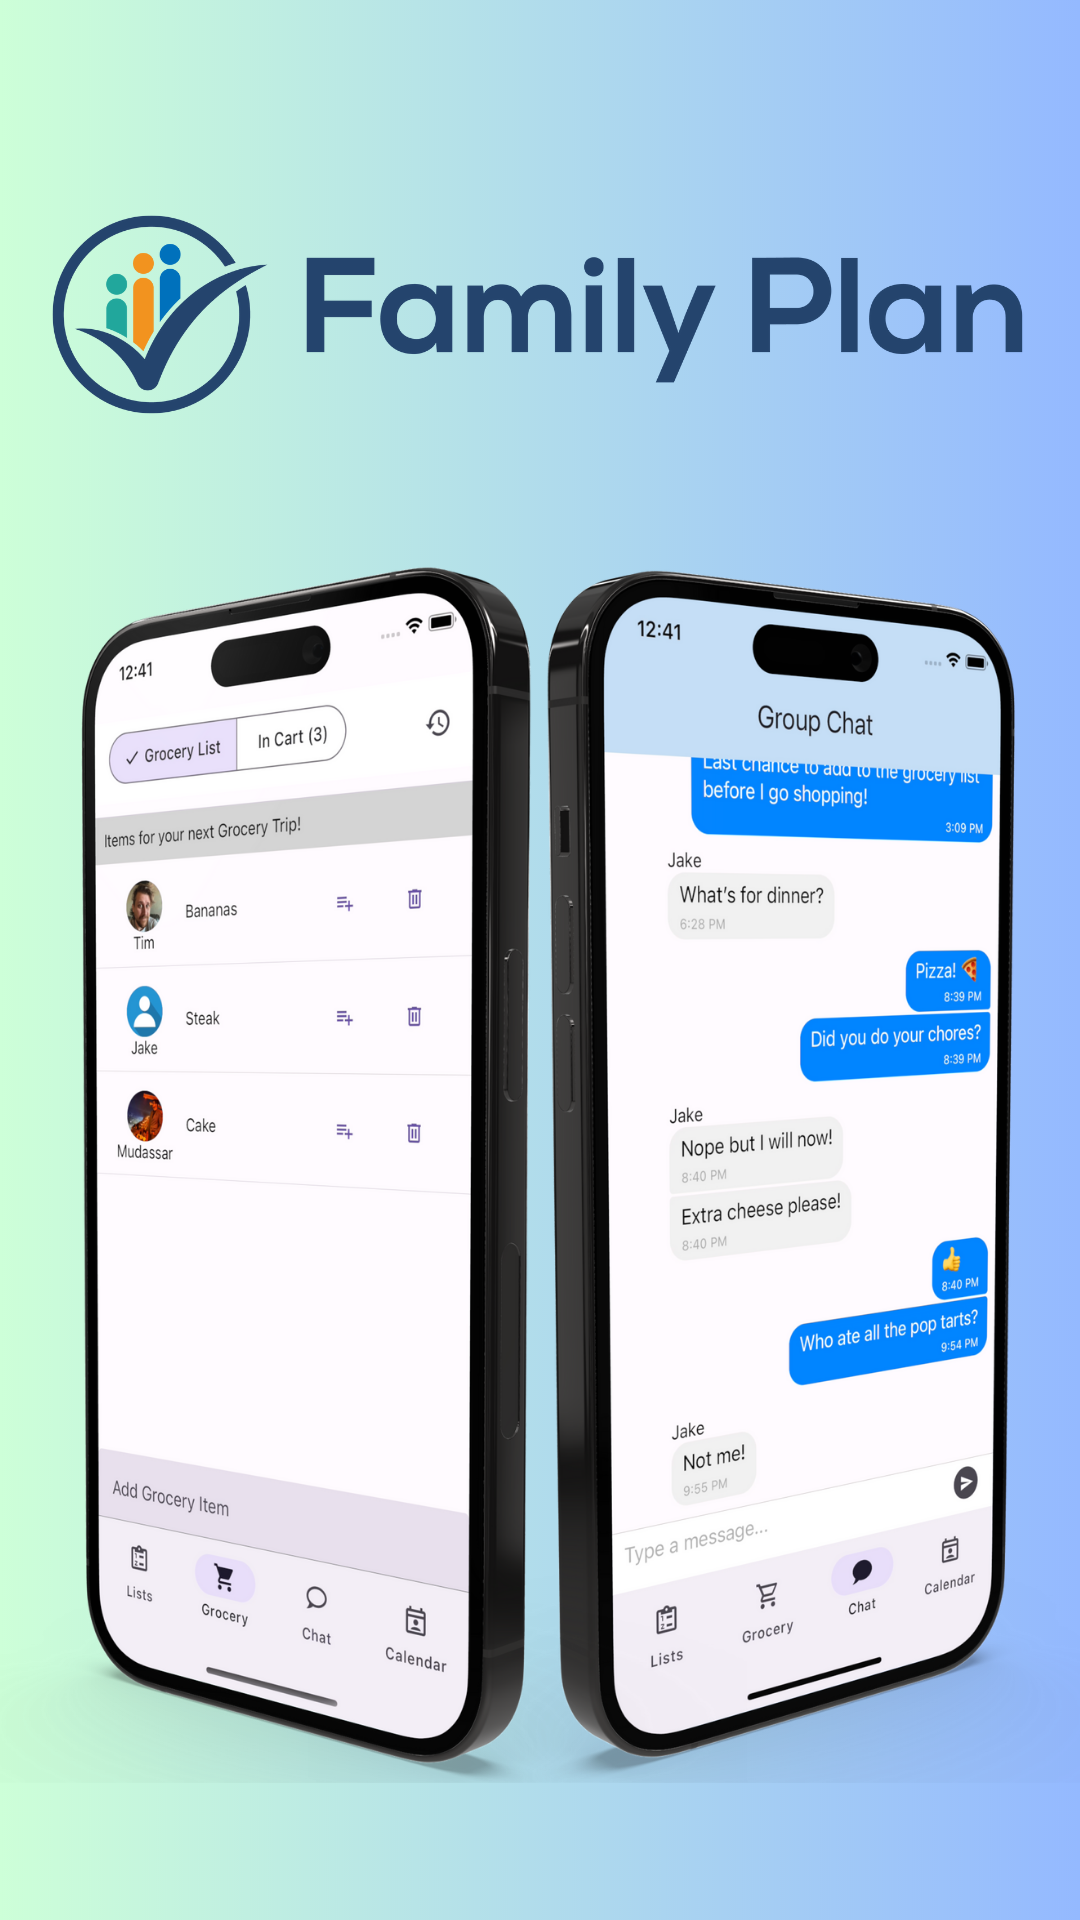 Family Plan
12:41
Grocery List
In Cart (3)
Items for your next Grocery Trip!
Tim
Bananas
Jake
Steak
Mudassar
Cake
Add Grocery Item
Lists
Grocery
Chat
Calendar
12:41
Group Chat
Last chance to add to the grocery list
before I go shopping!
3:09 PM
Jake
What's for dinner?
6:28 PM
Pizza! 🍕
8:39 PM
Did you do your chores?
8:39 PM
Jake
Nope but I will now!
8:40 PM
Extra cheese please!
8:40 PM
👍
8:40 PM
Who ate all the pop tarts?
9:54 PM
Jake
Not me!
9:55 PM
Type a message...
Lists
Grocery
Chat
Calendar